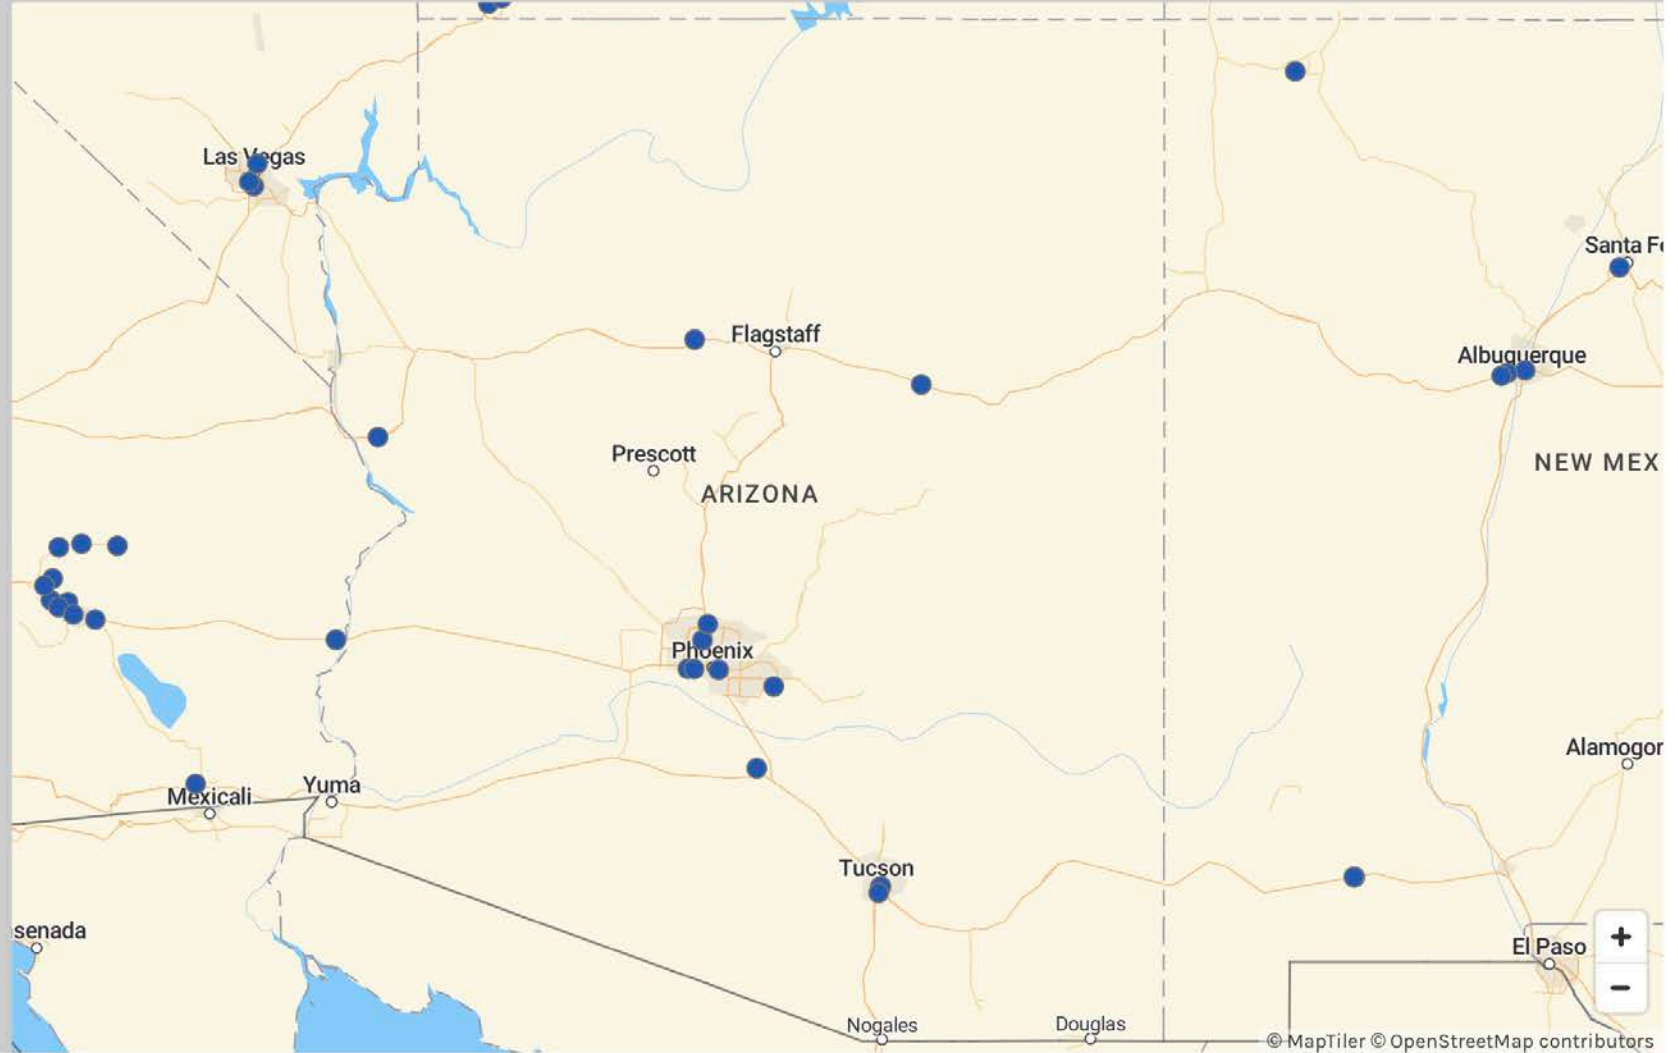 Las Vegas
Santa Fe
Flagstaff
Albuquerque
Prescott
NEW MEX
ARIZONA
Phoenix
Alamogor
Yuma
Mexicali
Tucson
senada
El Paso
+
−
Nogales
Douglas
© MapTiler © OpenStreetMap contributors